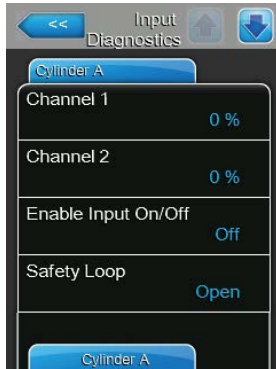 <<
Input
Diagnostics
Cylinder A
Channel 1
0 %
Channel 2
0 %
Enable Input On/Off
Off
Safety Loop
Open
Cylinder A